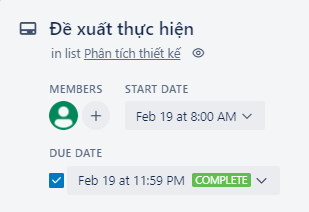 Đề xuất thực hiện
in list Phân tích thiết kế
MEMBERS
START DATE
Feb 19 at 8:00 AM
DUE DATE
Feb 19 at 11:59 PM COMPLETE